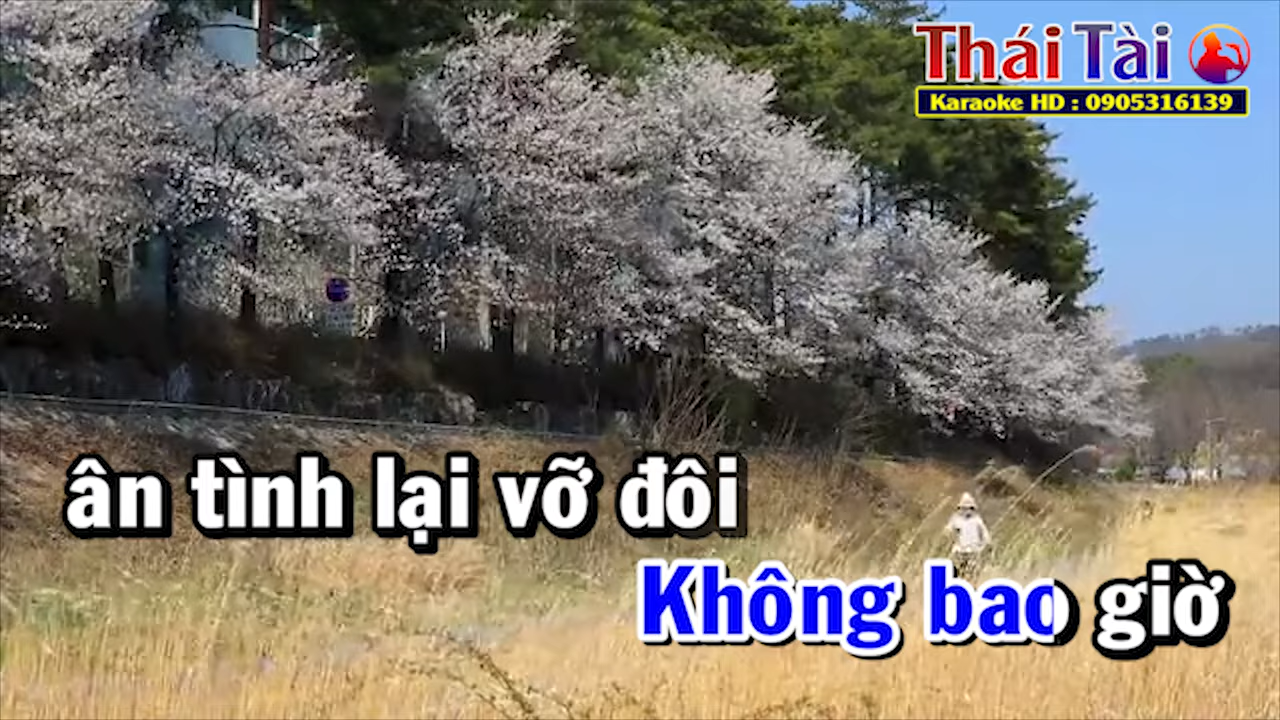 Thái Tài
Karaoke HD : 0905316139
ân tình lại vỡ đôi
Không bao giờ